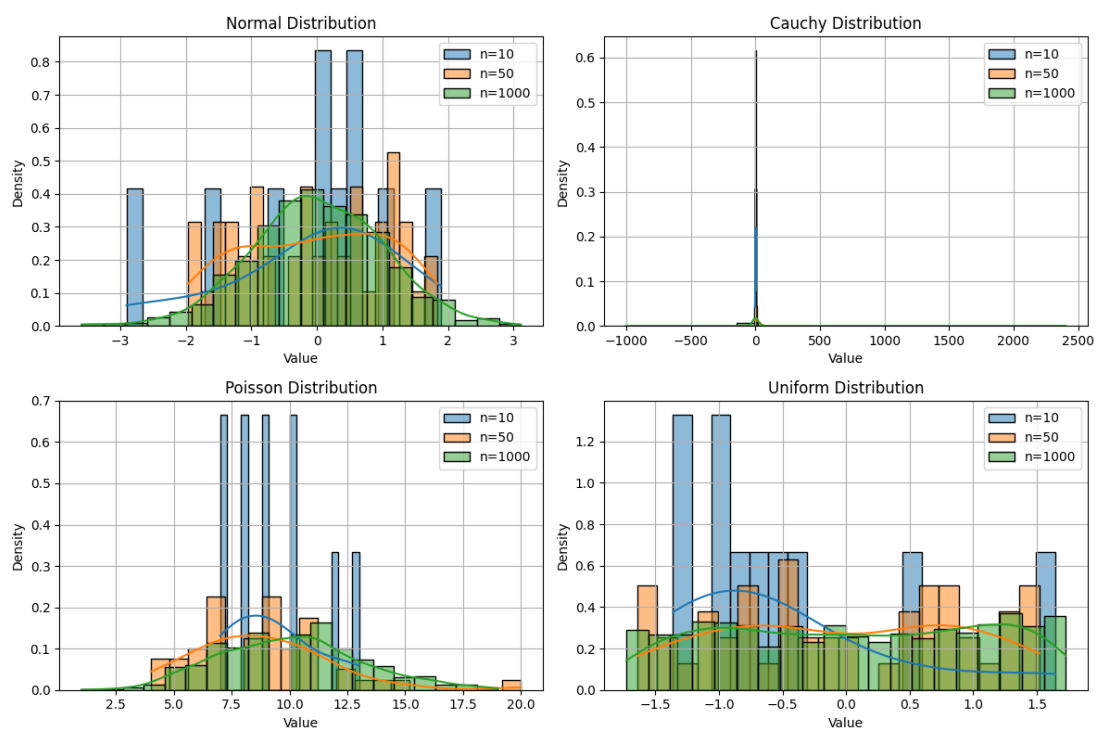 Normal Distribution
Density
0.8
0.7
0.6
0.5
0.4
0.3
0.2
0.1
0.0
n=10
n=50
n=1000
−3 −2 −1 0 1 2 3
Value
Cauchy Distribution
Density
0.6
0.5
0.4
0.3
0.2
0.1
0.0
n=10
n=50
n=1000
−1000 −500 0 500 1000 1500 2000 2500
Value
Poisson Distribution
Density
0.7
0.6
0.5
0.4
0.3
0.2
0.1
0.0
n=10
n=50
n=1000
2.5 5.0 7.5 10.0 12.5 15.0 17.5 20.0
Value
Uniform Distribution
Density
1.2
1.0
0.8
0.6
0.4
0.2
0.0
n=10
n=50
n=1000
−1.5 −1.0 −0.5 0.0 0.5 1.0 1.5
Value